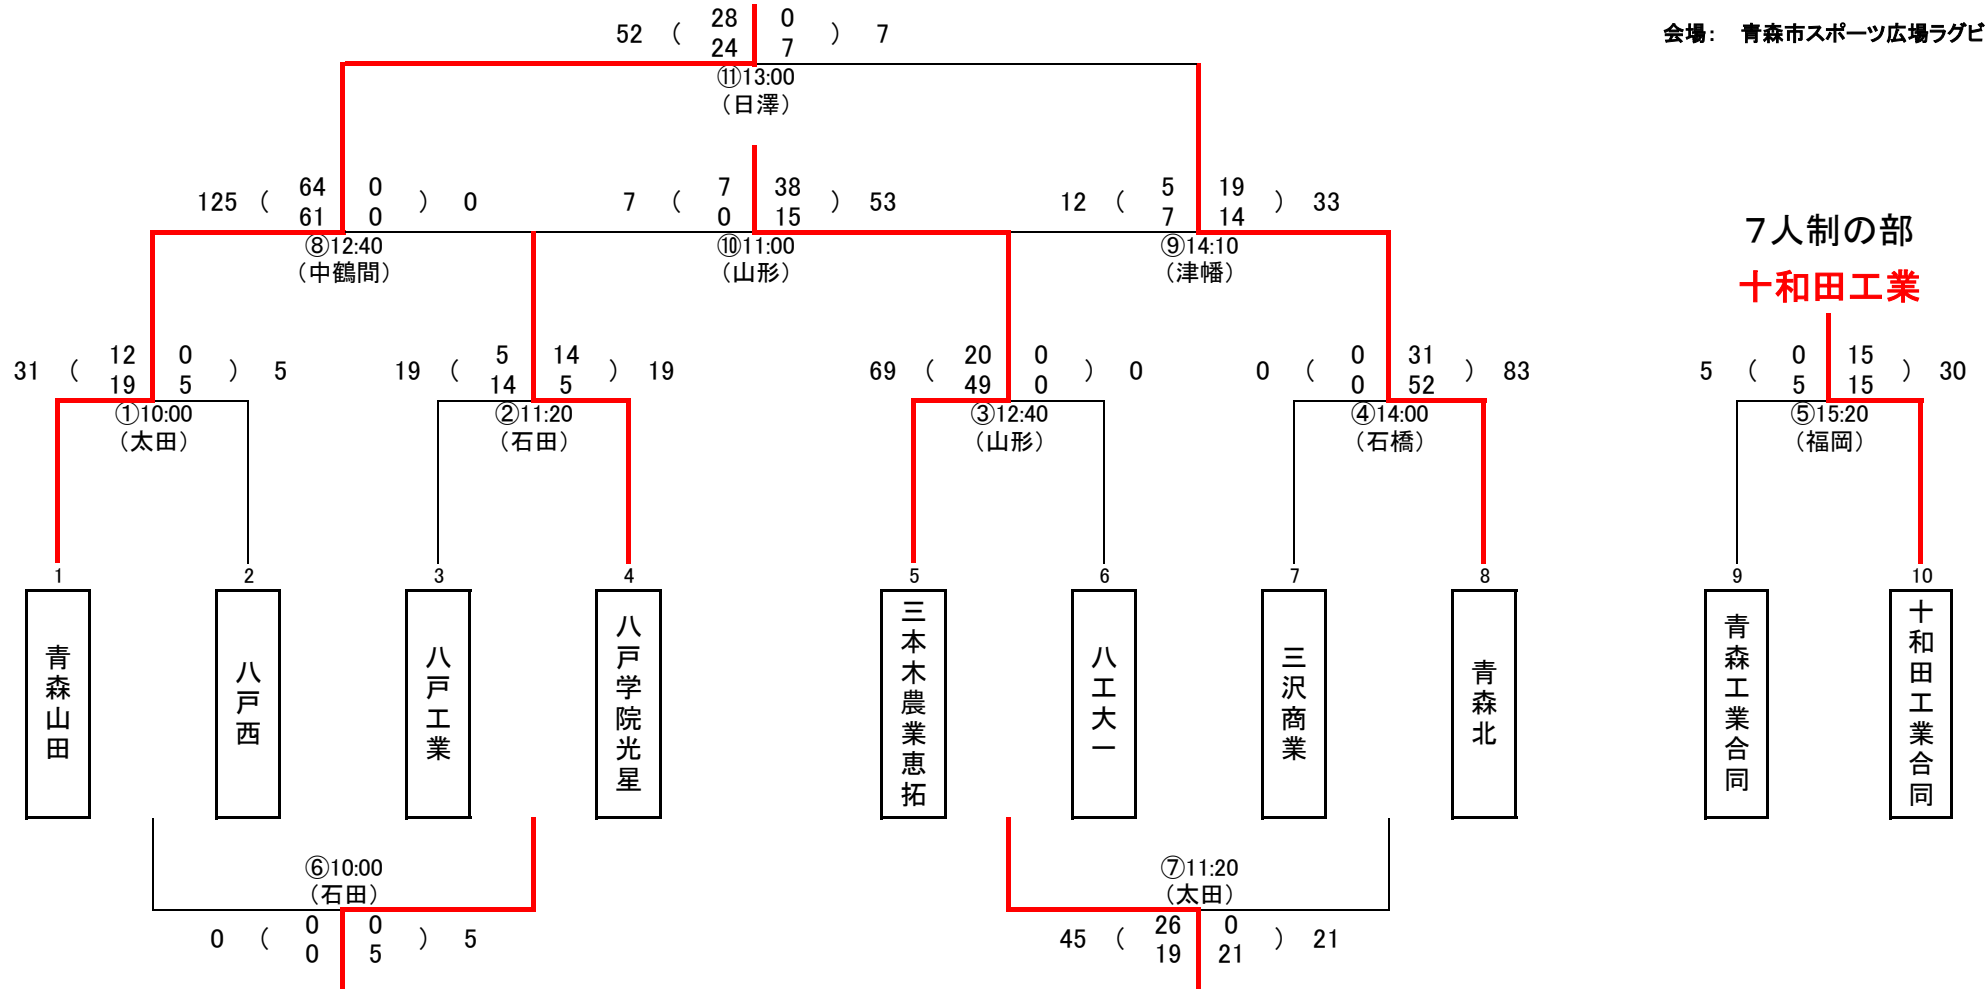 会場： 青森市スポーツ広場ラグビ
52 （ 28 0 ） 7
24 7
⑪13:00
（日澤）
125 （ 64 0 ） 0
61 0
⑧12:40
（中鶴間）
7 （ 7 38 ） 53
0 15
⑩11:00
（山形）
12 （ 5 19 ） 33
7 14
⑨14:10
（津幡）
7人制の部
十和田工業
31 （ 12 0 ） 5
19 5
①10:00
（太田）
19 （ 5 14 ） 19
14 5
②11:20
（石田）
69 （ 20 0 ） 0
49 0
③12:40
（山形）
0 （ 0 31 ） 83
0 52
④14:00
（石橋）
5 （ 0 15 ） 30
5 15
⑤15:20
（福岡）
1
青森山田
2
八戸西
3
八戸工業
4
八戸学院光星
5
三本木農業恵拓
6
八工大一
7
三沢商業
8
青森北
9
青森工業合同
10
十和田工業合同
⑥10:00
（石田）
0 （ 0 0 ） 5
0 5
⑦11:20
（太田）
45 （ 26 0 ） 21
19 21